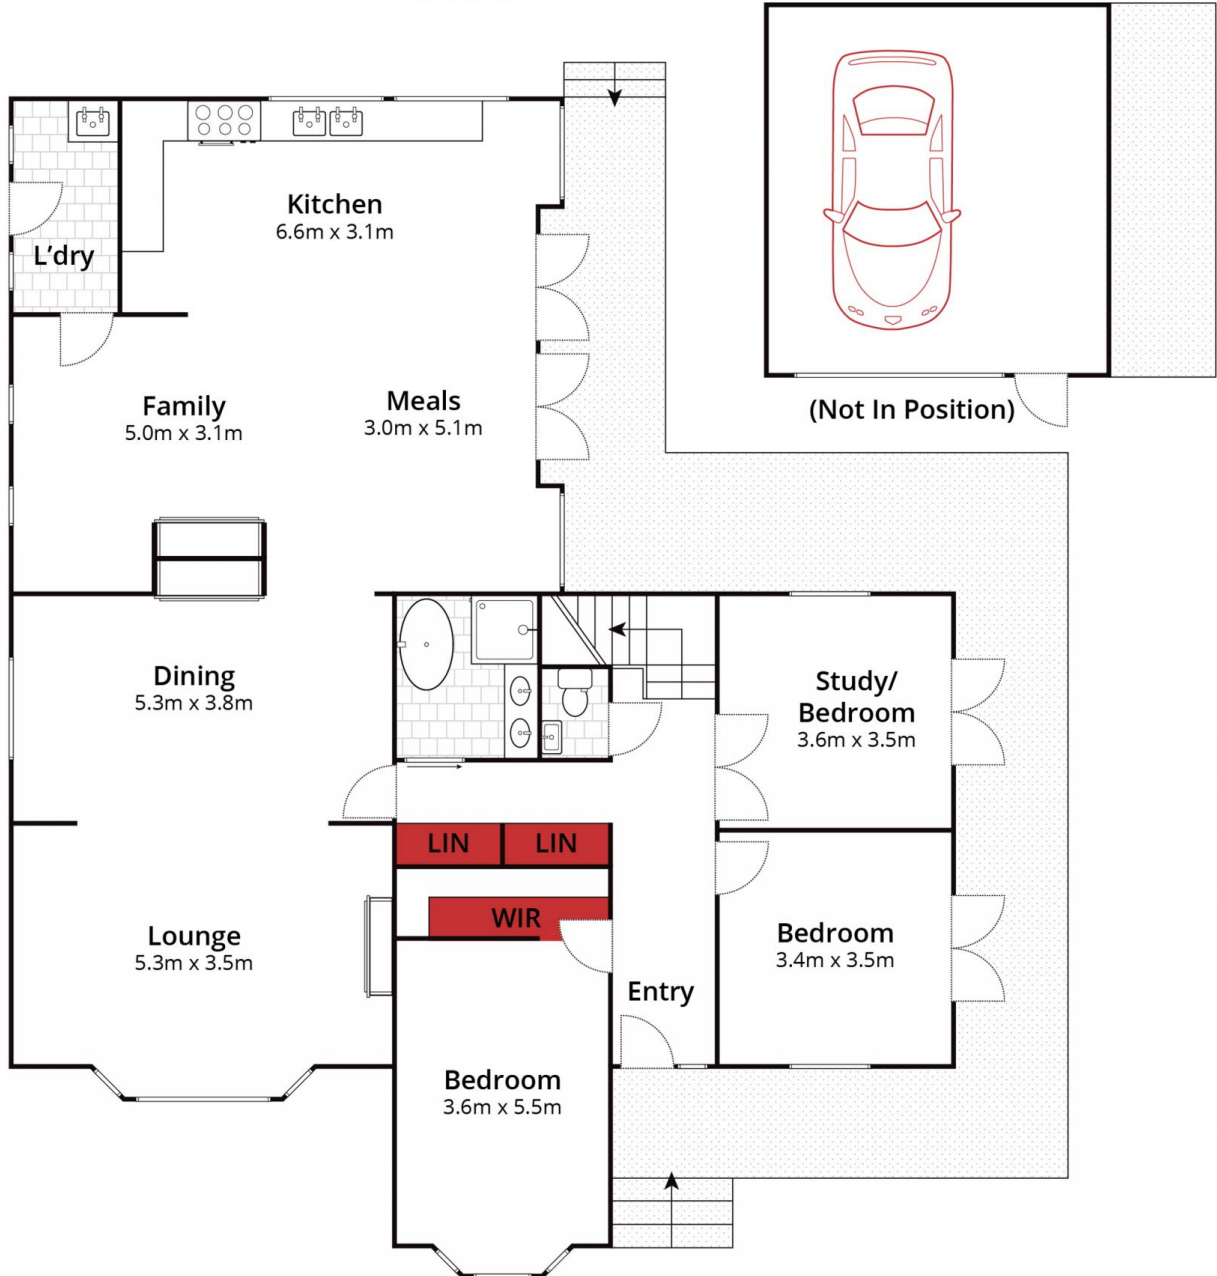 Kitchen
6.6m x 3.1m
L'dry
Family
5.0m x 3.1m
Meals
3.0m x 5.1m
(Not In Position)
Dining
5.3m x 3.8m
Study/
Bedroom
3.6m x 3.5m
LIN
LIN
WIR
Lounge
5.3m x 3.5m
Bedroom
3.4m x 3.5m
Entry
Bedroom
3.6m x 5.5m